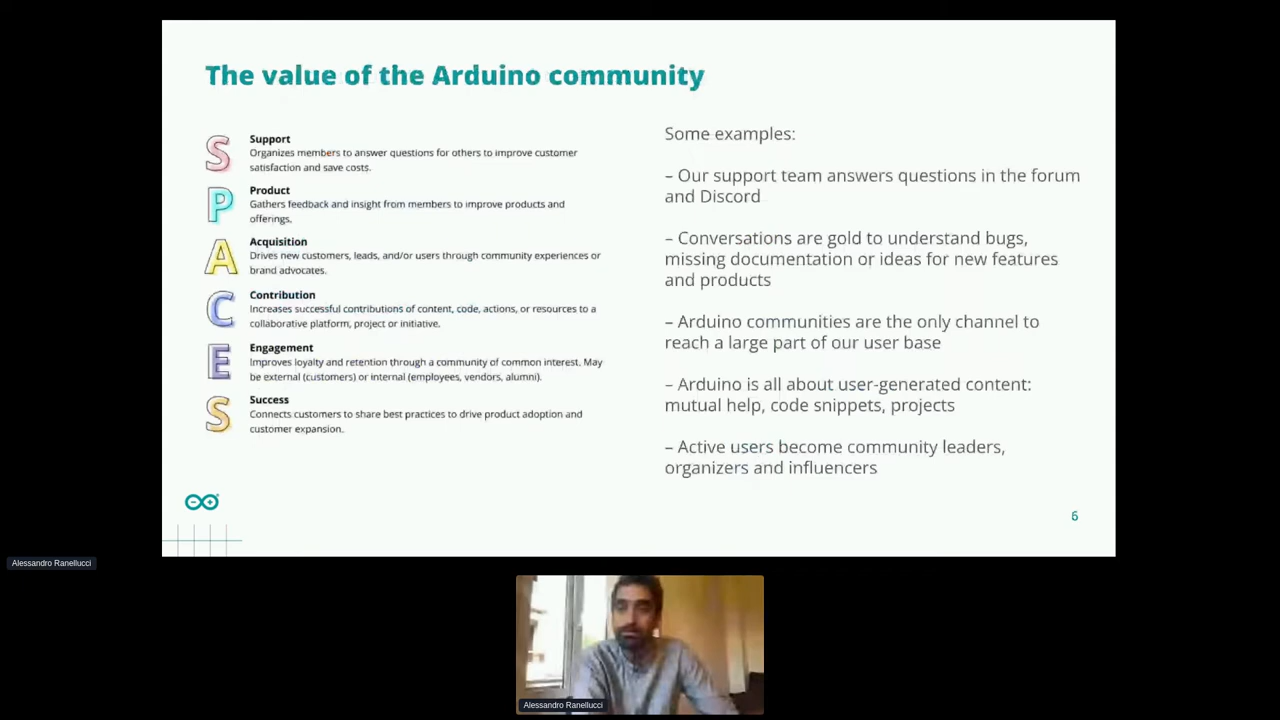 The value of the Arduino community
S
Support
Organizes members to answer questions for others to improve customer
satisfaction and save costs.
P
Product
Gathers feedback and insight from members to improve products and
offerings.
A
Acquisition
Drives new customers, leads, and/or users through community experiences or
brand advocates.
C
Contribution
Increases successful contributions of content, code, actions, or resources to a
collaborative platform, project or initiative.
E
Engagement
Improves loyalty and retention through a community of common interest. May
be external (customers) or internal (employees, vendors, alumni).
S
Success
Connects customers to share best practices to drive product adoption and
customer expansion.
Some examples:
– Our support team answers questions in the forum
and Discord
– Conversations are gold to understand bugs,
missing documentation or ideas for new features
and products
– Arduino communities are the only channel to
reach a large part of our user base
– Arduino is all about user-generated content:
mutual help, code snippets, projects
– Active users become community leaders,
organizers and influencers
6
Alessandro Ranellucci
Alessandro Ranellucci